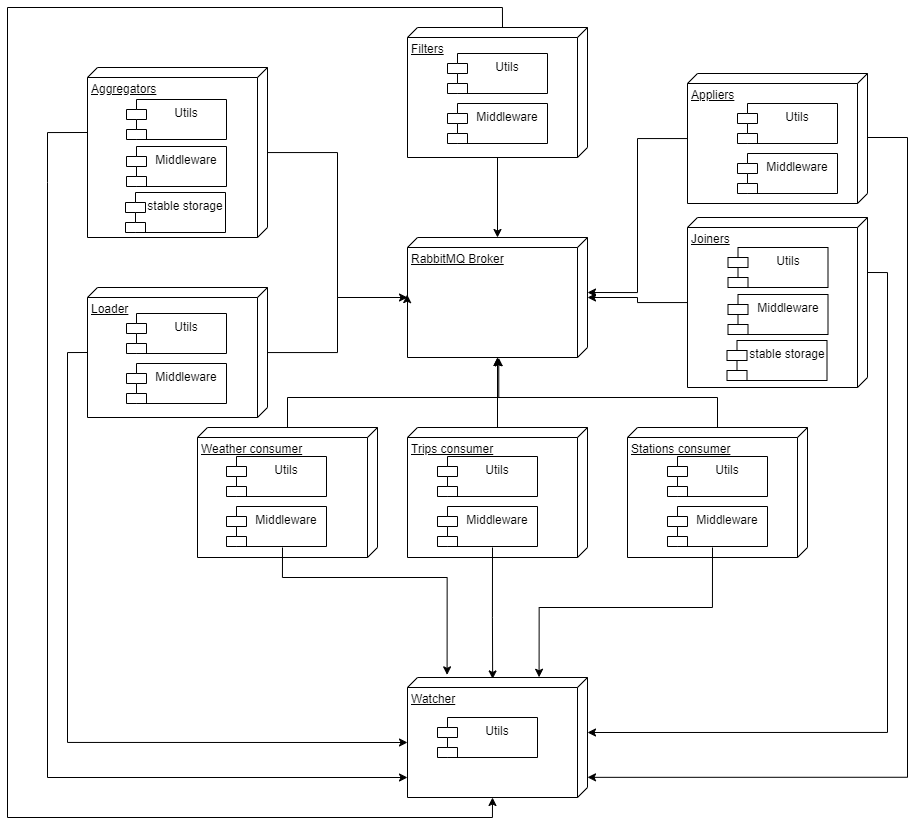 Filters
Utils
Middleware
Aggregators
Utils
Middleware
stable storage
Appliers
Utils
Middleware
RabbitMQ Broker
Joiners
Utils
Middleware
stable storage
Loader
Utils
Middleware
Weather consumer
Utils
Middleware
Trips consumer
Utils
Middleware
Stations consumer
Utils
Middleware
Watcher
Utils